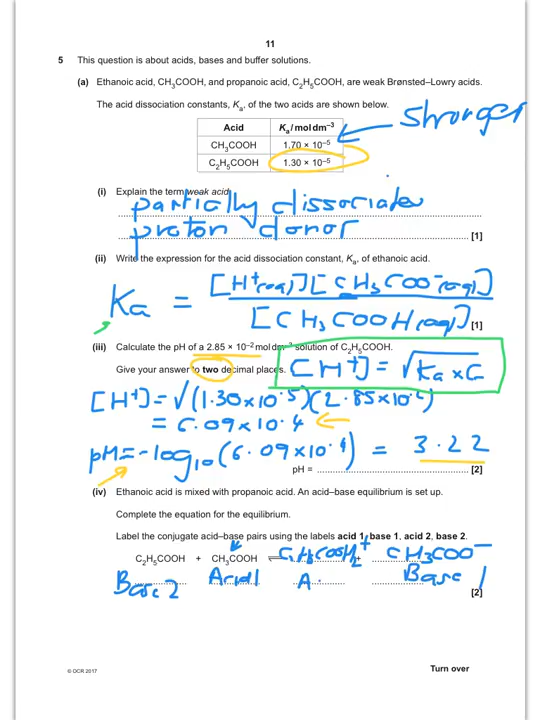 11
5 This question is about acids, bases and buffer solutions.
(a) Ethanoic acid, CH₃COOH, and propanoic acid, C₂H₅COOH, are weak Brønsted–Lowry acids.
The acid dissociation constants, Kₐ, of the two acids are shown below.
stronger
Acid Kₐ / mol dm⁻³
CH₃COOH 1.70 × 10⁻⁵
C₂H₅COOH 1.30 × 10⁻⁵
(i) Explain the term weak acid.
partially dissociates
proton donor
[1]
(ii) Write the expression for the acid dissociation constant, Kₐ, of ethanoic acid.
Ka = [H⁺(aq)][CH₃COO⁻(aq)]
[CH₃COOH(aq)]
[1]
(iii) Calculate the pH of a 2.85 × 10⁻² mol dm⁻³ solution of C₂H₅COOH.
Give your answer to two decimal places.
[H⁺] = √Ka × C
[H⁺] = √(1.30×10⁻⁵)(2.85×10⁻²)
= 6.09×10⁻⁴
pH = -log₁₀(6.09×10⁻⁴) = 3.22
pH = [2]
(iv) Ethanoic acid is mixed with propanoic acid. An acid–base equilibrium is set up.
Complete the equation for the equilibrium.
Label the conjugate acid–base pairs using the labels acid 1, base 1, acid 2, base 2.
C₂H₅COOH + CH₃COOH ⇌ + CH₃COO⁻
Base 2 Acid 1 A Base 1
[2]
© DCR 2017
Turn over